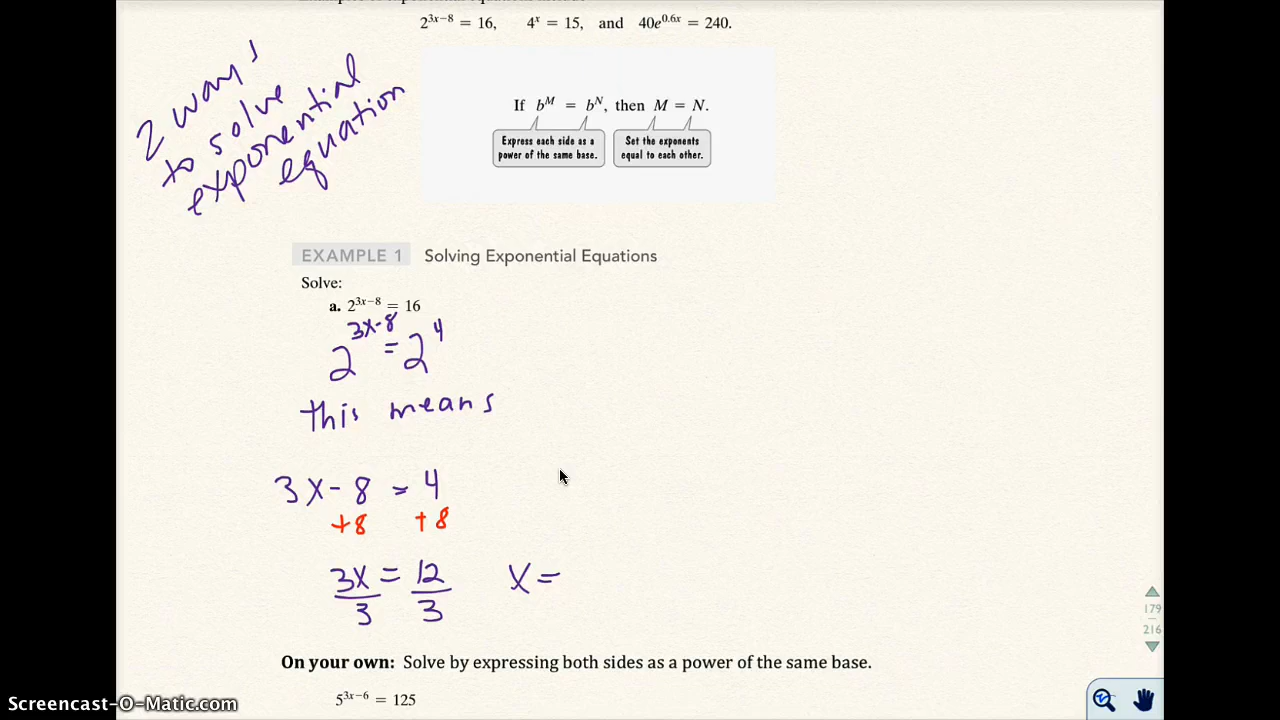 2^{3x-8} = 16, 4^x = 15, and 40e^{0.6x} = 240.
2 ways
to solve
exponential
equation
If b^M = b^N, then M = N.
Express each side as a
power of the same base.
Set the exponents
equal to each other.
EXAMPLE 1 Solving Exponential Equations
Solve:
a. 2^{3x-8} = 16
2^{3x-8} = 2^4
this means
3x - 8 = 4
+8 +8
3x/3 = 12/3 x =
179
216
On your own: Solve by expressing both sides as a power of the same base.
5^{3x-6} = 125
Screencast-O-Matic.com